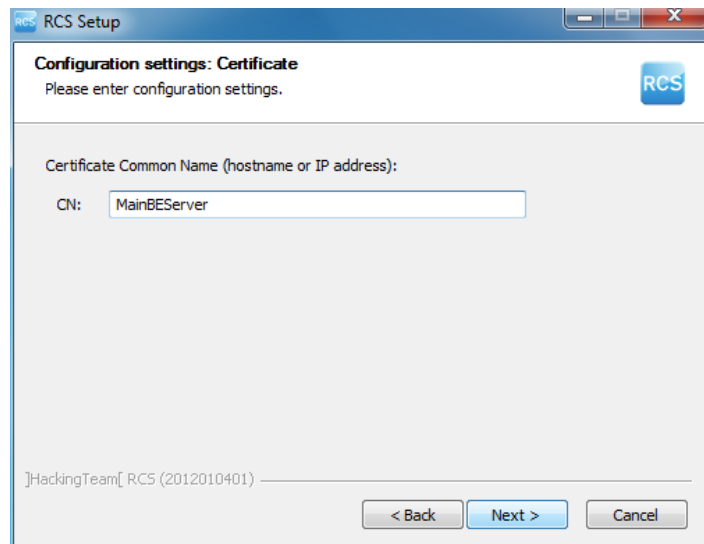 RCS RCS Setup
Configuration settings: Certificate
Please enter configuration settings.
RCS
Certificate Common Name (hostname or IP address):
CN: MainBEServer
]HackingTeam[ RCS (2012010401)
< Back Next > Cancel